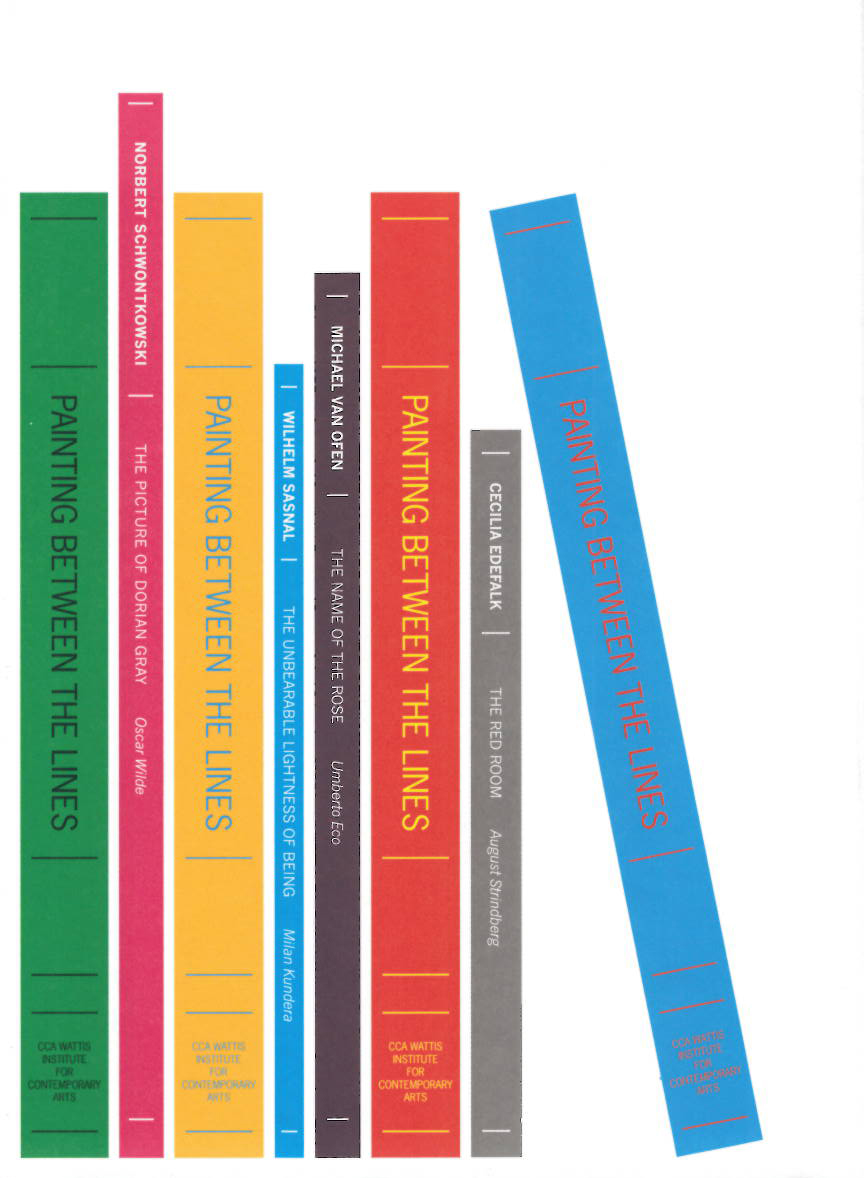 PAINTING BETWEEN THE LINES
CCA WATTIS
INSTITUTE
FOR
CONTEMPORARY
ARTS
NORBERT SCHWONTKOWSKI
THE PICTURE OF DORIAN GRAY Oscar Wilde
PAINTING BETWEEN THE LINES
CCA WATTIS
INSTITUTE
FOR
CONTEMPORARY
ARTS
WILHELM SASNAL
THE UNBEARABLE LIGHTNESS OF BEING Milan Kundera
MICHAEL VAN OFEN
THE NAME OF THE ROSE Umberto Eco
PAINTING BETWEEN THE LINES
CCA WATTIS
INSTITUTE
FOR
CONTEMPORARY
ARTS
CECILIA EDEFALK
THE RED ROOM August Strindberg
PAINTING BETWEEN THE LINES
CCA WATTIS
INSTITUTE
FOR
CONTEMPORARY
ARTS